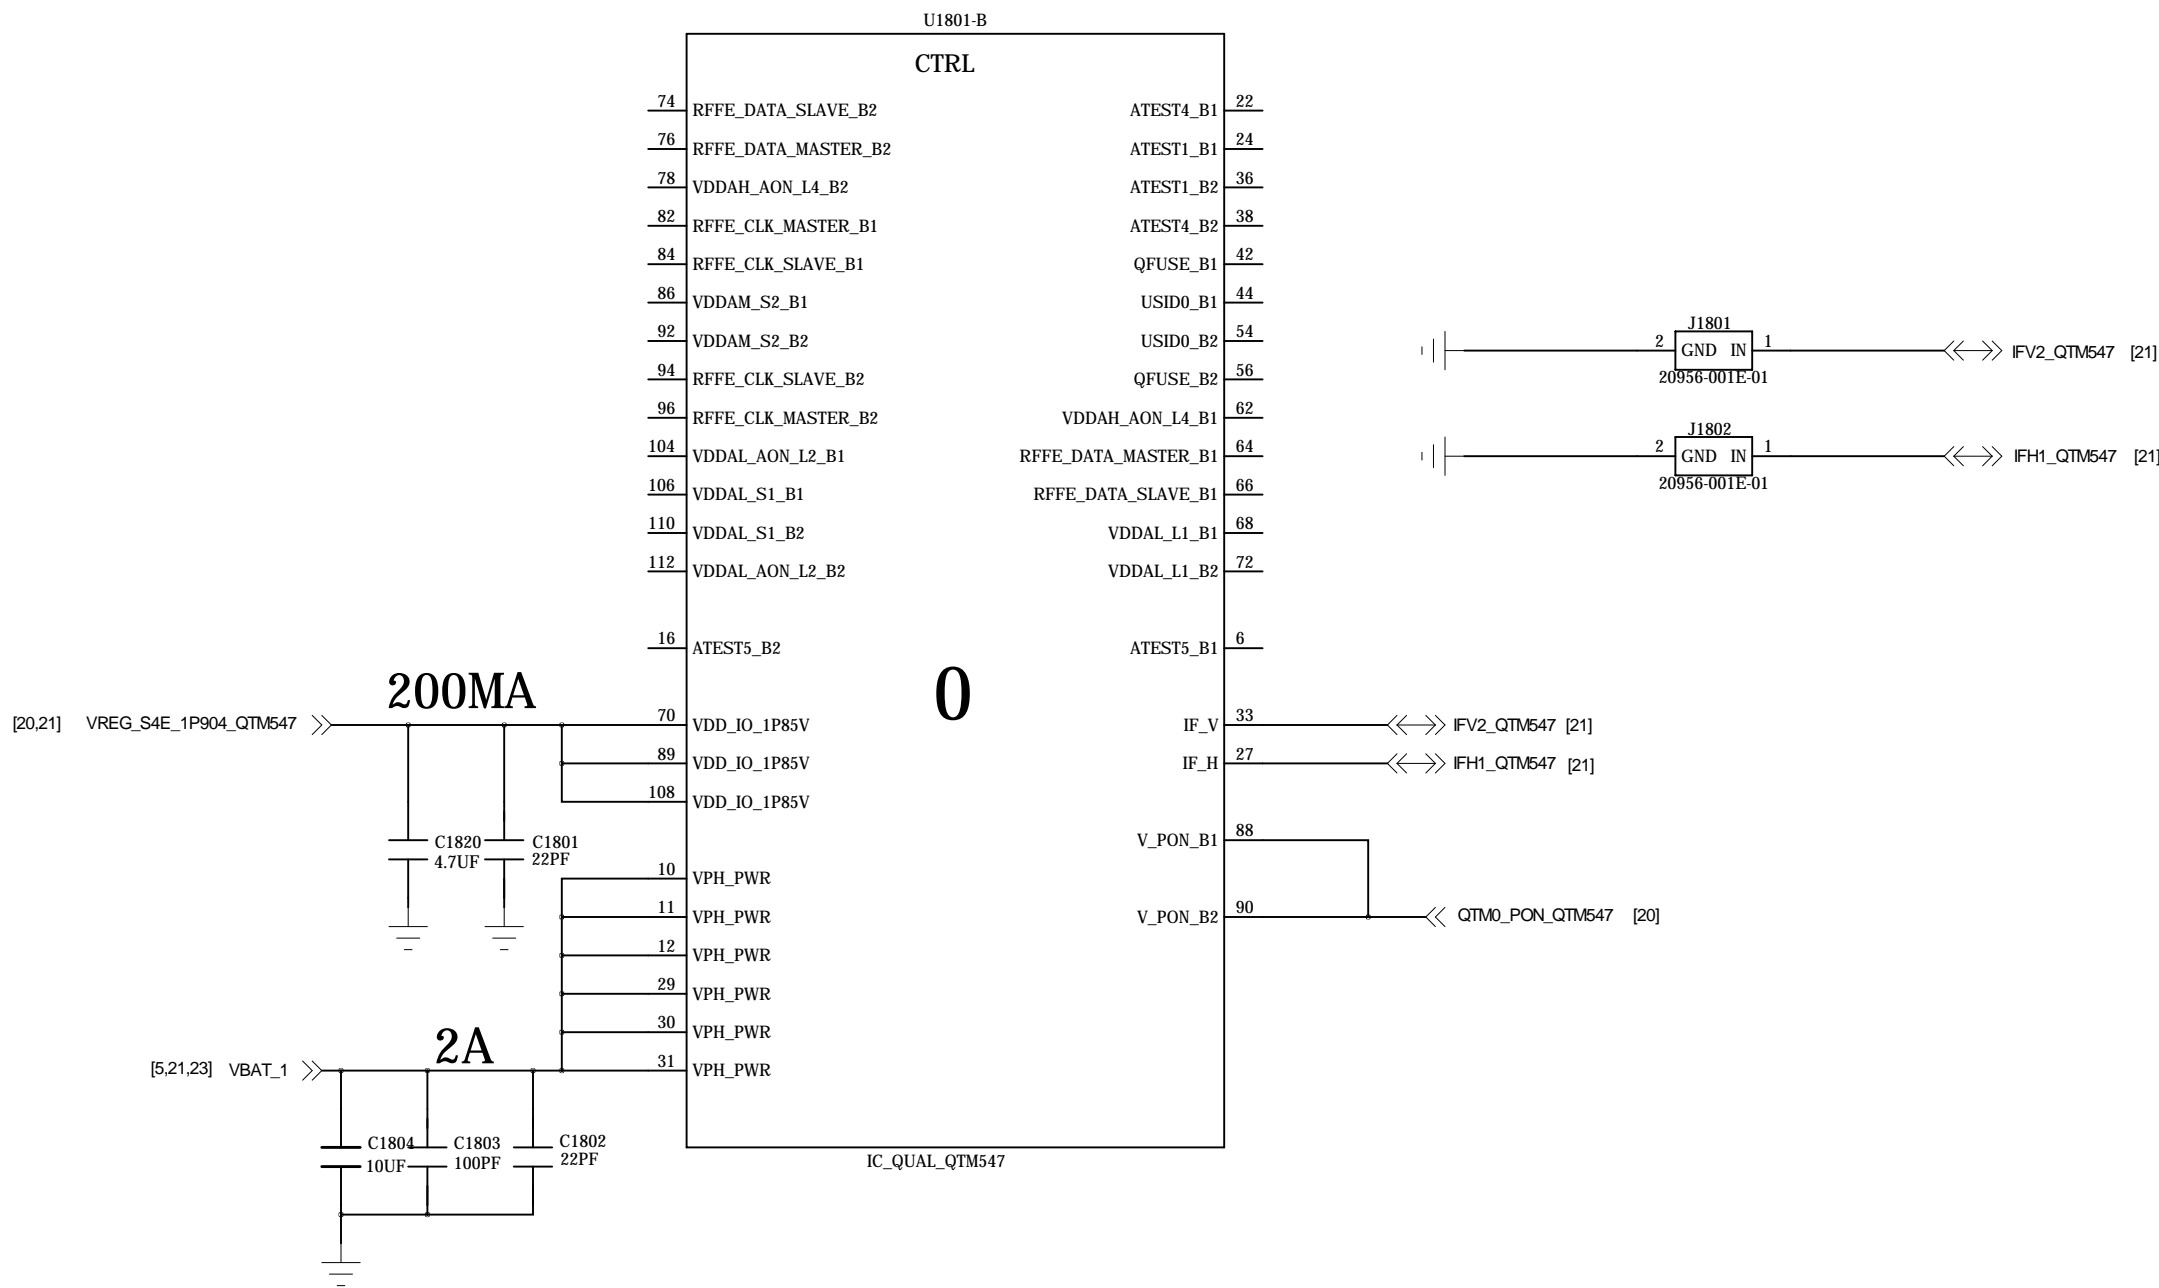 U1801-B
CTRL
74 RFFE_DATA_SLAVE_B2 ATEST4_B1 22
76 RFFE_DATA_MASTER_B2 ATEST1_B1 24
78 VDDAH_AON_L4_B2 ATEST1_B2 36
82 RFFE_CLK_MASTER_B1 ATEST4_B2 38
84 RFFE_CLK_SLAVE_B1 QFUSE_B1 42
86 VDDAM_S2_B1 USID0_B1 44
92 VDDAM_S2_B2 USID0_B2 54
94 RFFE_CLK_SLAVE_B2 QFUSE_B2 56
96 RFFE_CLK_MASTER_B2 VDDAH_AON_L4_B1 62
104 VDDAL_AON_L2_B1 RFFE_DATA_MASTER_B1 64
106 VDDAL_S1_B1 RFFE_DATA_SLAVE_B1 66
110 VDDAL_S1_B2 VDDAL_L1_B1 68
112 VDDAL_AON_L2_B2 VDDAL_L1_B2 72
16 ATEST5_B2 ATEST5_B1 6
200MA
0
[20,21] VREG_S4E_1P904_QTM547 70 VDD_IO_1P85V IF_V 33 IFV2_QTM547 [21]
89 VDD_IO_1P85V IF_H 27 IFH1_QTM547 [21]
108 VDD_IO_1P85V
C1820 C1801 V_PON_B1 88
4.7UF 22PF
10 VPH_PWR
11 VPH_PWR V_PON_B2 90 QTM0_PON_QTM547 [20]
12 VPH_PWR
29 VPH_PWR
30 VPH_PWR
2A
[5,21,23] VBAT_1 31 VPH_PWR
C1804 C1803 C1802
10UF 100PF 22PF
IC_QUAL_QTM547
J1801
2 GND IN 1 IFV2_QTM547 [21]
20956-001E-01
J1802
2 GND IN 1 IFH1_QTM547 [21]
20956-001E-01